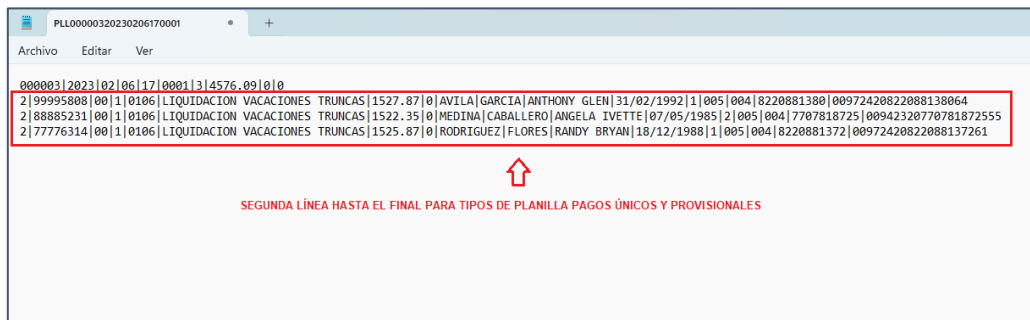 PLL00000320230206170001
Archivo Editar Ver
000003|2023|02|06|17|0001|3|4576.09|0|0
2|99995808|00|1|0106|LIQUIDACION VACACIONES TRUNCAS|1527.87|0|AVILA|GARCIA|ANTHONY GLEN|31/02/1992|1|005|004|8220881380|00972420822088138064
2|88885231|00|1|0106|LIQUIDACION VACACIONES TRUNCAS|1522.35|0|MEDINA|CABALLERO|ANGELA IVETTE|07/05/1985|2|005|004|7707818725|00942320770781872555
2|77776314|00|1|0106|LIQUIDACION VACACIONES TRUNCAS|1525.87|0|RODRIGUEZ|FLORES|RANDY BRYAN|18/12/1988|1|005|004|8220881372|00972420822088137261
SEGUNDA LÍNEA HASTA EL FINAL PARA TIPOS DE PLANILLA PAGOS ÚNICOS Y PROVISIONALES